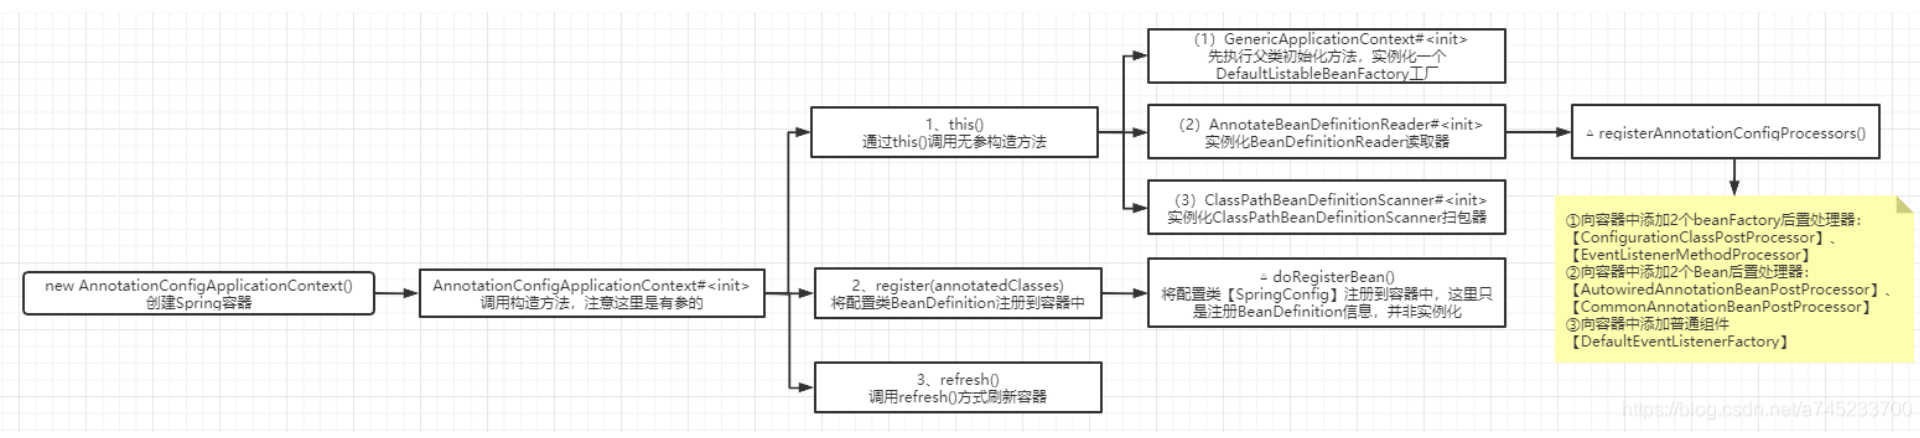 new AnnotationConfigApplicationContext()
创建Spring容器
AnnotationConfigApplicationContext#<init>
调用构造方法，注意这里是有参的
1、this()
通过this()调用无参构造方法
（1）GenericApplicationContext#<init>
先执行父类初始化方法，实例化一个
DefaultListableBeanFactory工厂
（2）AnnotateBeanDefinitionReader#<init>
实例化BeanDefinitionReader读取器
（3）ClassPathBeanDefinitionScanner#<init>
实例化ClassPathBeanDefinitionScanner扫包器
▵ registerAnnotationConfigProcessors()
①向容器中添加2个beanFactory后置处理器：
【ConfigurationClassPostProcessor】、
【EventListenerMethodProcessor】
②向容器中添加2个Bean后置处理器：
【AutowiredAnnotationBeanPostProcessor】、
【CommonAnnotationBeanPostProcessor】
③向容器中添加普通组件
【DefaultEventListenerFactory】
2、register(annotatedClasses)
将配置类BeanDefinition注册到容器中
▵ doRegisterBean()
将配置类【SpringConfig】注册到容器中，这里只
是注册BeanDefinition信息，并非实例化
3、refresh()
调用refresh()方式刷新容器
https://blog.csdn.net/a745233700